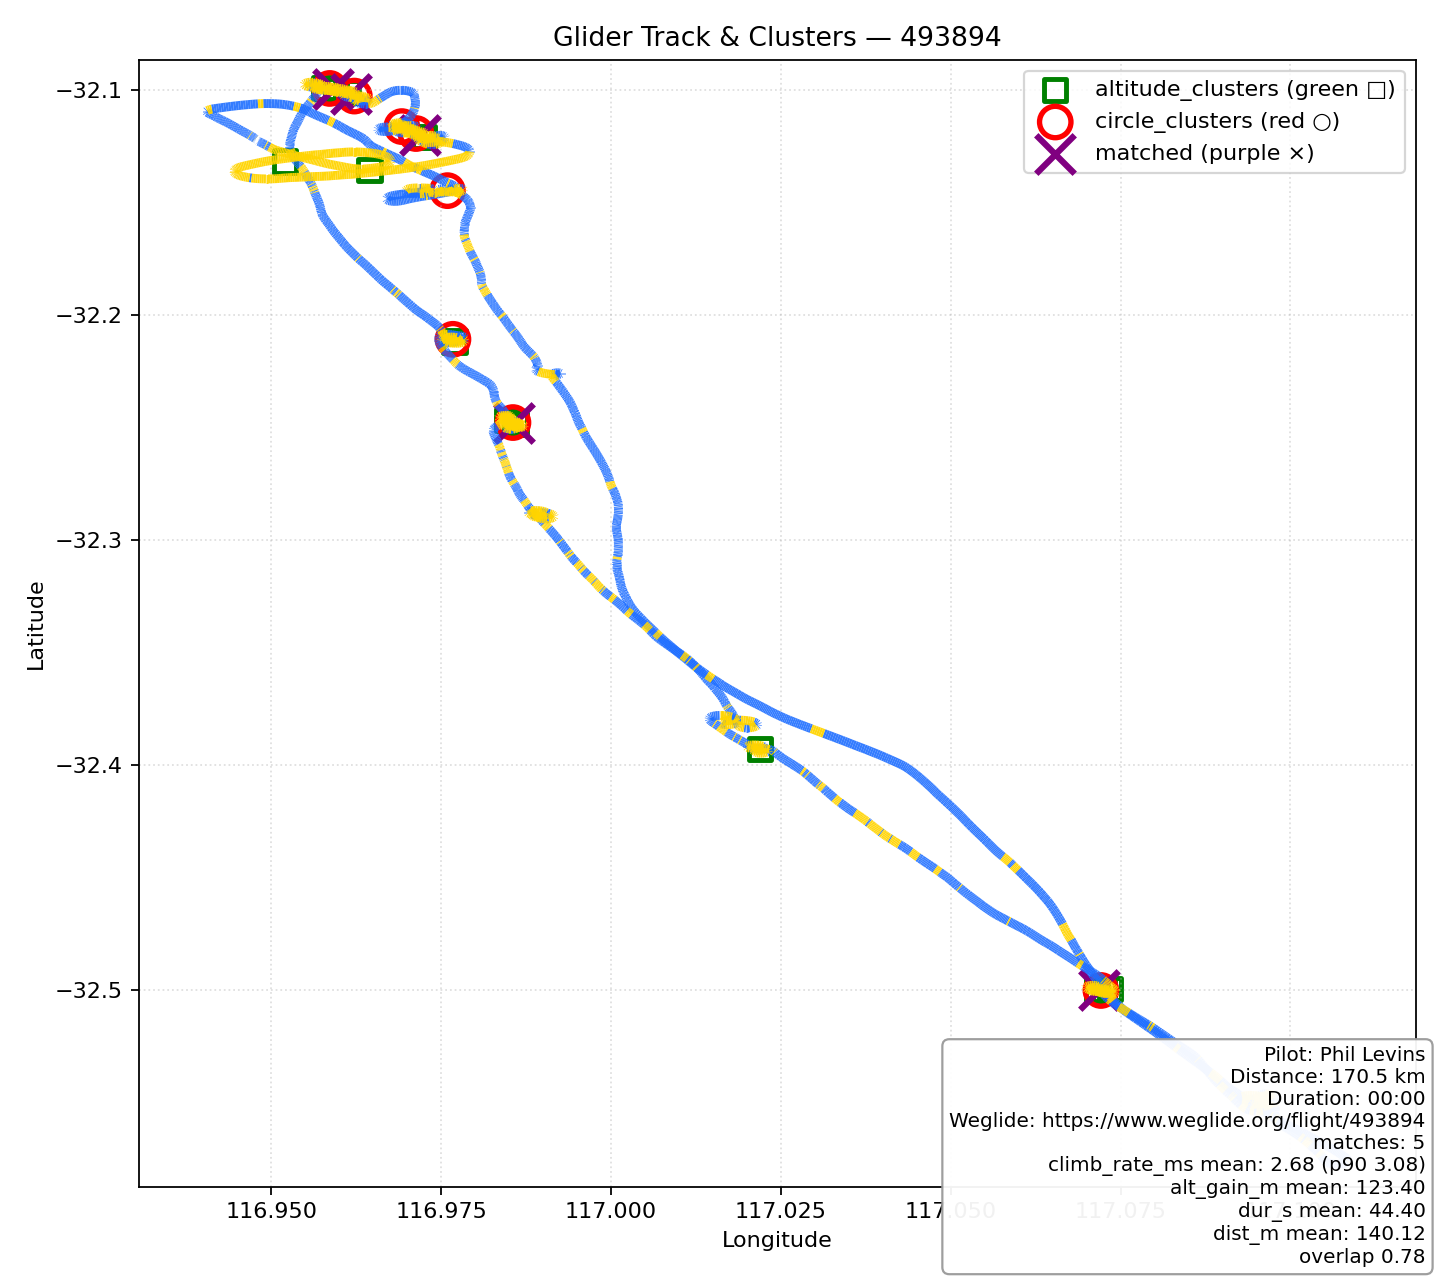 Glider Track & Clusters — 493894
altitude_clusters (green □)
circle_clusters (red ○)
matched (purple ×)
−32.1
−32.2
−32.3
−32.4
−32.5
Latitude
116.950
116.975
117.000
117.025
117.050
117.075
Longitude
Pilot: Phil Levins
Distance: 170.5 km
Duration: 00:00
Weglide: https://www.weglide.org/flight/493894
matches: 5
climb_rate_ms mean: 2.68 (p90 3.08)
alt_gain_m mean: 123.40
dur_s mean: 44.40
dist_m mean: 140.12
overlap 0.78